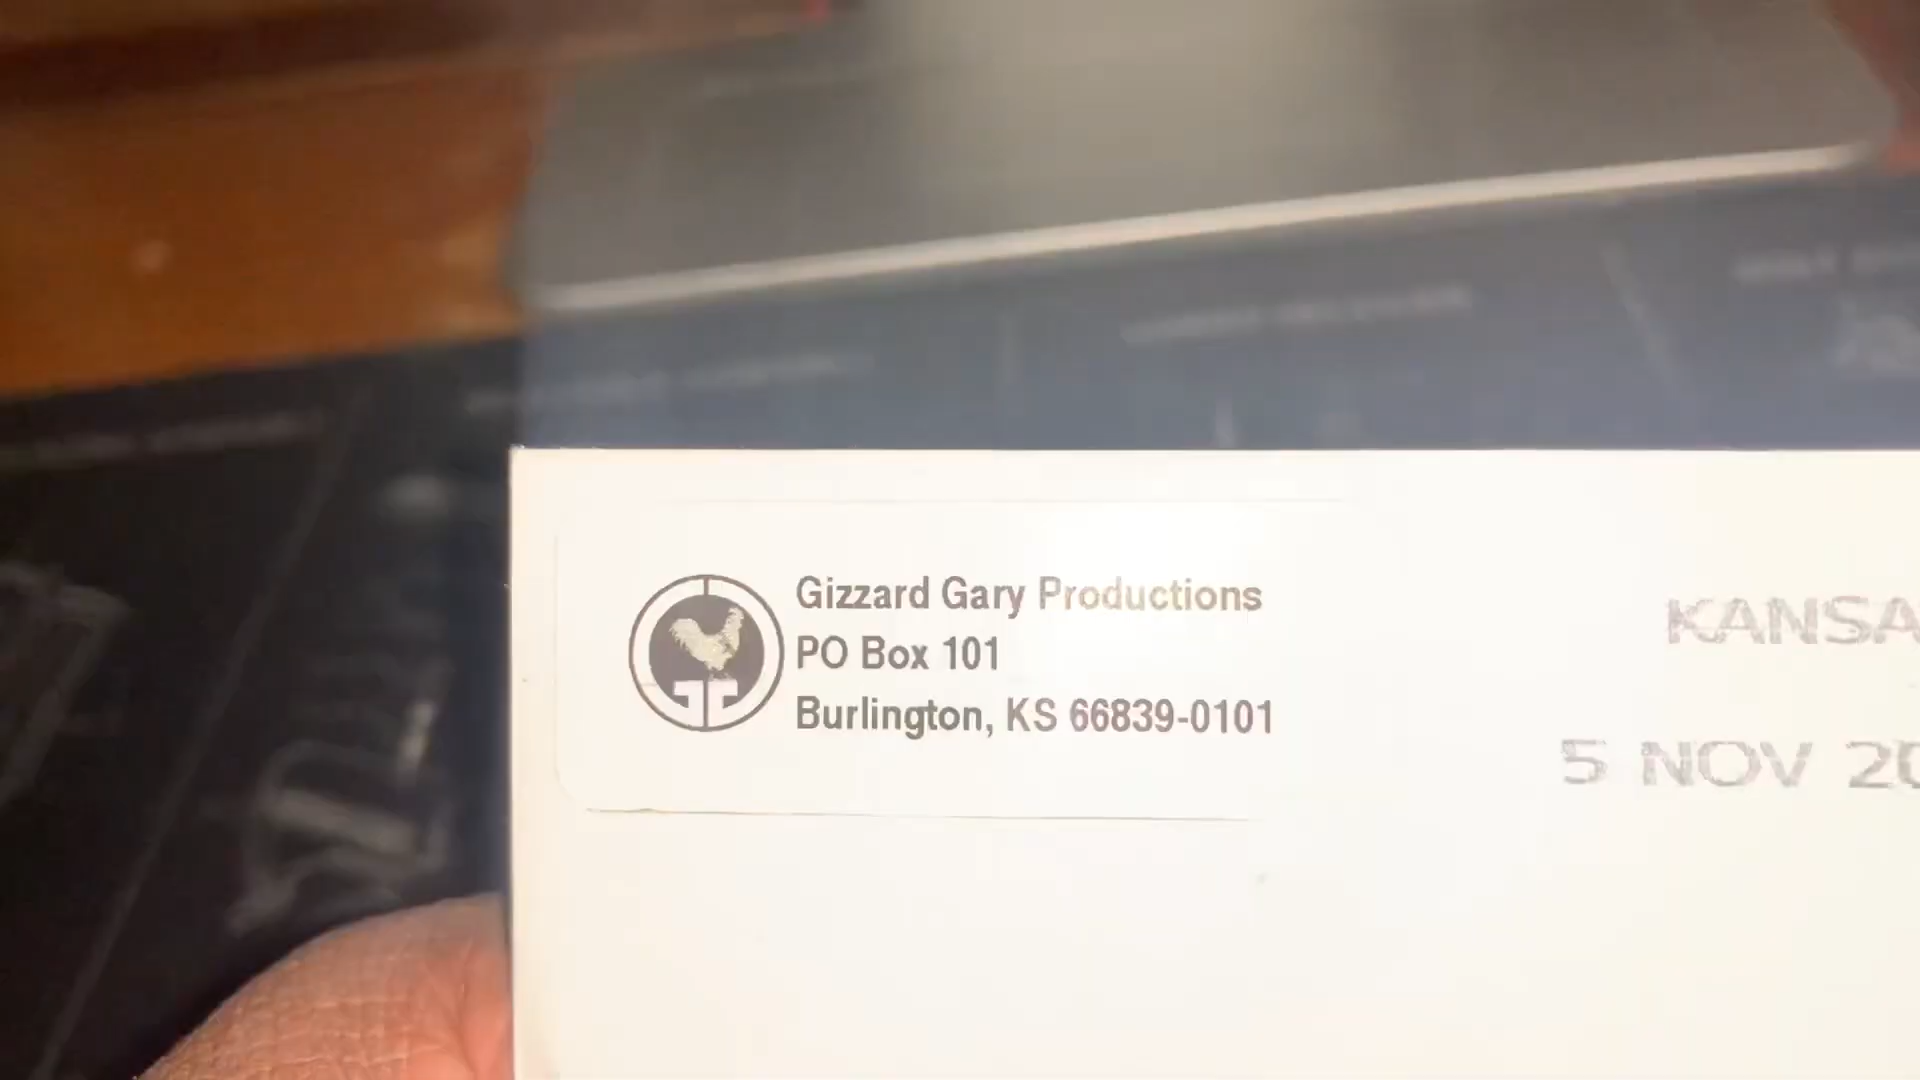 Gizzard Gary Productions
PO Box 101
Burlington, KS 66839-0101
KANSA
5 NOV 20